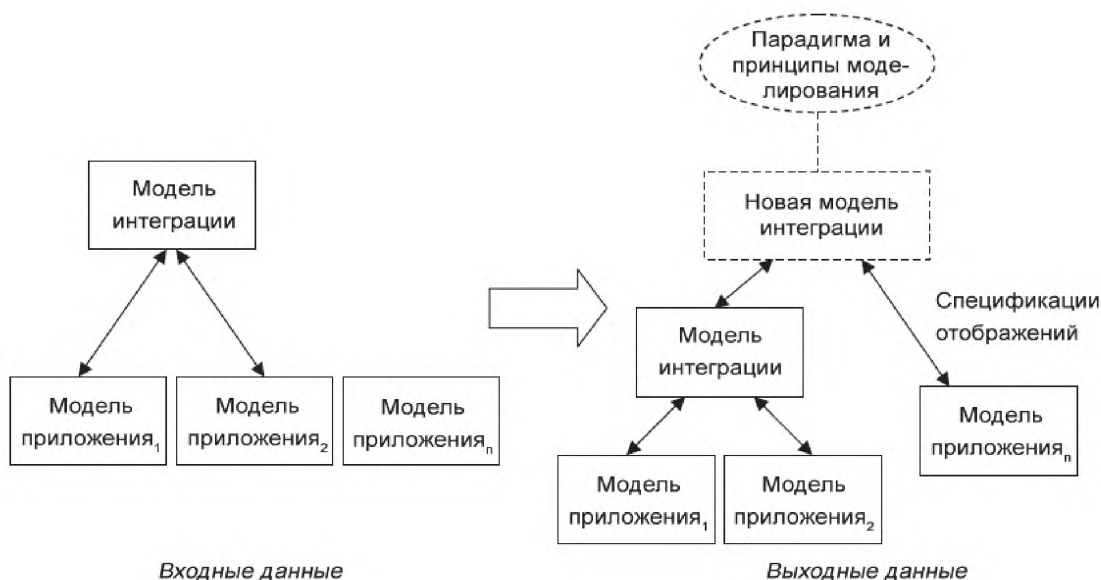 Парадигма и
принципы моде-
лирования
Модель
интеграции
Новая модель
интеграции
Спецификации
отображений
Модель
интеграции
Модель
приложения₁
Модель
приложения₂
Модель
приложенияₙ
Модель
приложенияₙ
Модель
приложения₁
Модель
приложения₂
Входные данные
Выходные данные